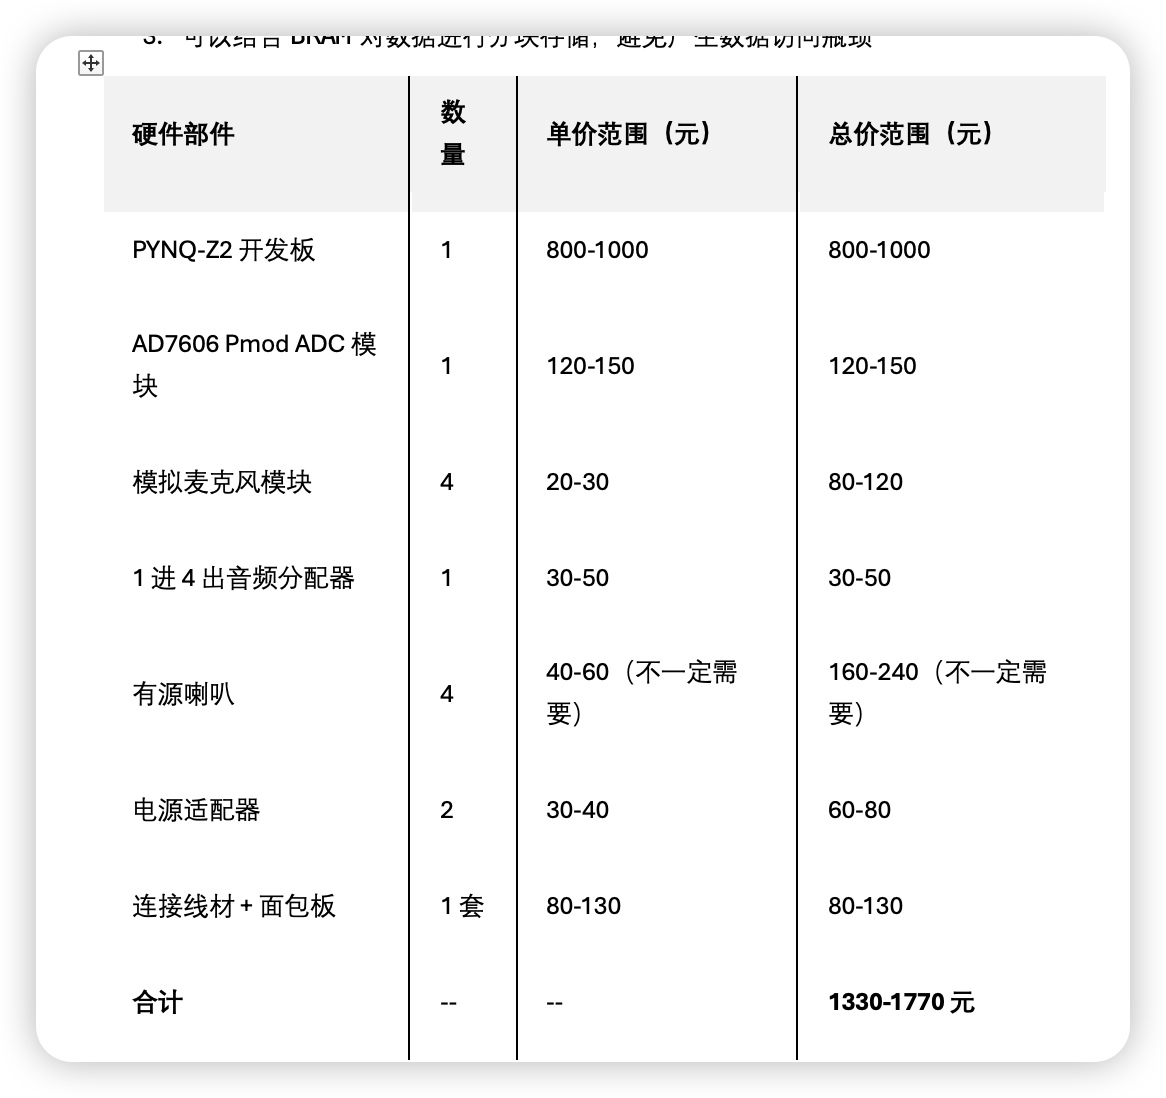 3. 可以结合 BRAM 对数据进行分块存储，避免产生数据访问瓶颈
硬件部件 数量 单价范围（元） 总价范围（元）
PYNQ-Z2 开发板 1 800-1000 800-1000
AD7606 Pmod ADC 模块 1 120-150 120-150
模拟麦克风模块 4 20-30 80-120
1 进 4 出音频分配器 1 30-50 30-50
有源喇叭 4 40-60（不一定需要） 160-240（不一定需要）
电源适配器 2 30-40 60-80
连接线材 + 面包板 1 套 80-130 80-130
合计 -- -- 1330-1770 元